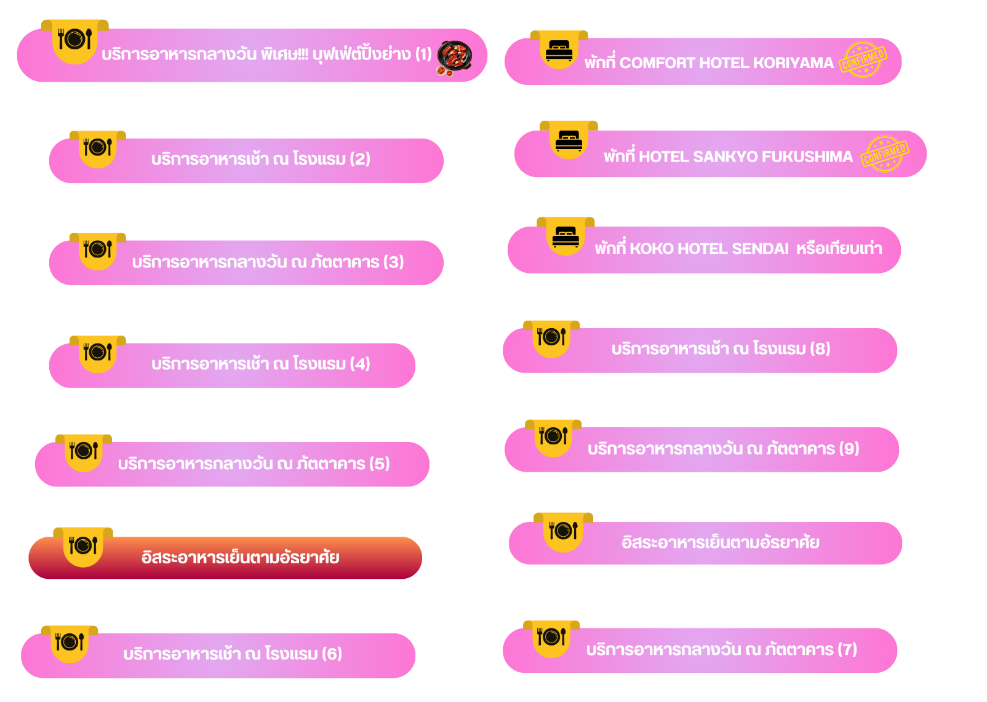 บริการอาหารกลางวัน พิเศษ!!! บุฟเฟ่ต์ปิ้งย่าง (1)
บริการอาหารเช้า ณ โรงแรม (2)
บริการอาหารกลางวัน ณ ภัตตาคาร (3)
บริการอาหารเช้า ณ โรงแรม (4)
บริการอาหารกลางวัน ณ ภัตตาคาร (5)
อิสระอาหารเย็นตามอัธยาศัย
บริการอาหารเช้า ณ โรงแรม (6)
พักที่ COMFORT HOTEL KORIYAMA
CONFIRMED
พักที่ HOTEL SANKYO FUKUSHIMA
CONFIRMED
พักที่ KOKO HOTEL SENDAI หรือเทียบเท่า
บริการอาหารเช้า ณ โรงแรม (8)
บริการอาหารกลางวัน ณ ภัตตาคาร (9)
อิสระอาหารเย็นตามอัธยาศัย
บริการอาหารกลางวัน ณ ภัตตาคาร (7)